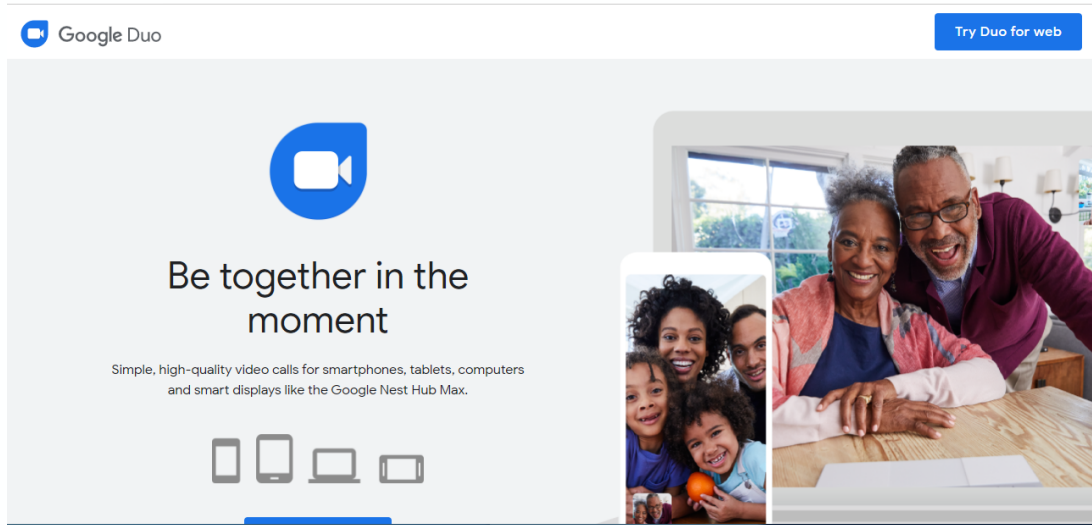 Google Duo
Try Duo for web
Be together in the
moment
Simple, high-quality video calls for smartphones, tablets, computers
and smart displays like the Google Nest Hub Max.